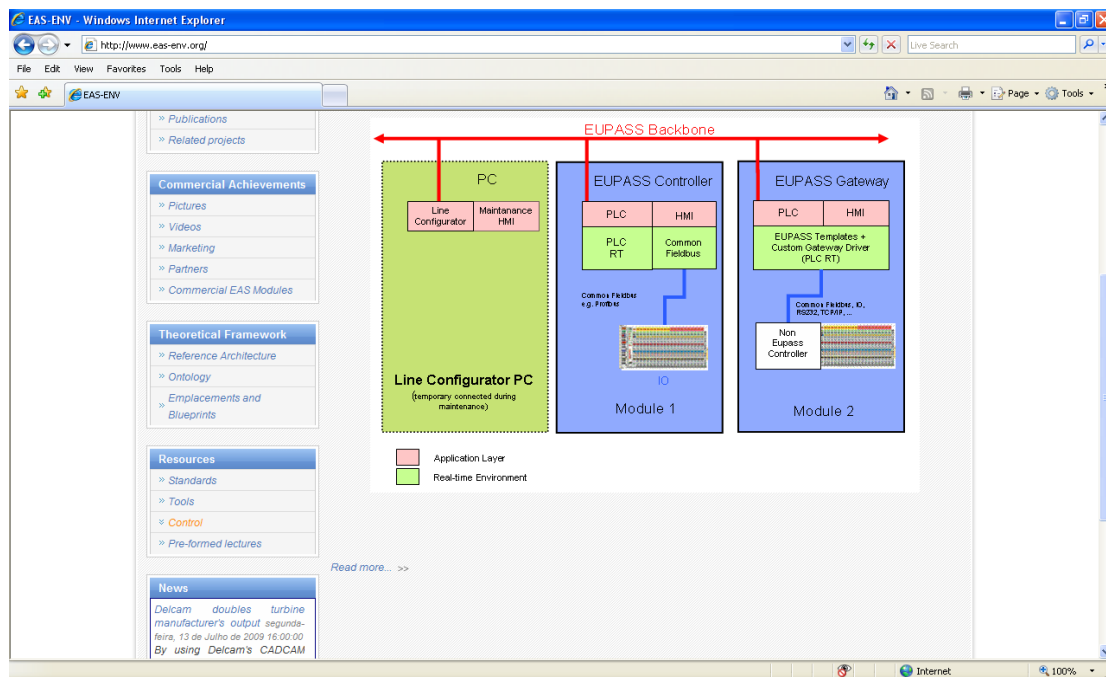 EAS-ENV - Windows Internet Explorer
http://www.eas-env.org/
Live Search
File Edit View Favorites Tools Help
EAS-ENV
Page Tools
» Publications
» Related projects
Commercial Achievements
» Pictures
» Videos
» Marketing
» Partners
» Commercial EAS Modules
Theoretical Framework
» Reference Architecture
» Ontology
» Emplacements and
Blueprints
Resources
» Standards
» Tools
» Control
» Pre-formed lectures
News
Delcam doubles turbine
manufacturer's output segunda-
feira, 13 de Julho de 2009 16:00:00
By using Delcam's CADCAM
EUPASS Backbone
PC
Line
Configurator
Maintanance
HMI
Line Configurator PC
(temporary connected during
maintenance)
EUPASS Controller
PLC
HMI
PLC
RT
Common
Fieldbus
Common Fieldbus
e.g. Profibus
IO
Module 1
EUPASS Gateway
PLC
HMI
EUPASS Templates +
Custom Gateway Driver
(PLC RT)
Common Fieldbus, IO,
RS232, TCP/IP, ...
Non
Eupass
Controller
Module 2
Application Layer
Real-time Environment
Read more... >>
Internet
100%